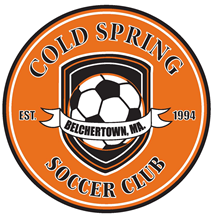 COLD SPRING
EST. 1994
BELCHERTOWN, MA.
SOCCER CLUB